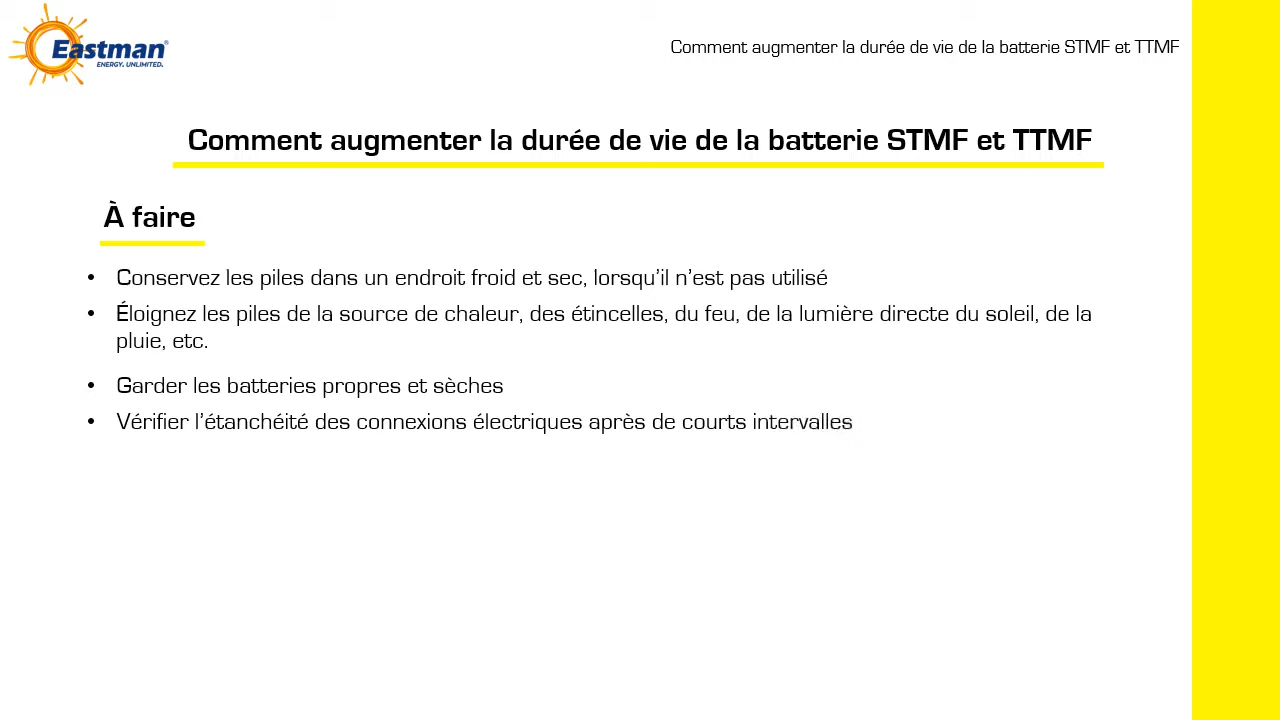 Eastman®
ENERGY. UNLIMITED.
Comment augmenter la durée de vie de la batterie STMF et TTMF
Comment augmenter la durée de vie de la batterie STMF et TTMF
À faire
• Conservez les piles dans un endroit froid et sec, lorsqu’il n’est pas utilisé
• Éloignez les piles de la source de chaleur, des étincelles, du feu, de la lumière directe du soleil, de la
pluie, etc.
• Garder les batteries propres et sèches
• Vérifier l’étanchéité des connexions électriques après de courts intervalles